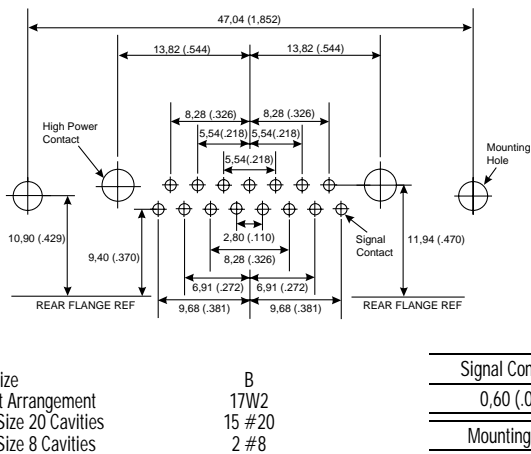 47,04 (1,852)
13,82 (.544) 13,82 (.544)
8,28 (.326) 8,28 (.326)
5,54(.218) 5,54(.218)
High Power
Contact
5,54(.218)
Mounting
Hole
10,90 (.429)
9,40 (.370)
2,80 (.110)
Signal
Contact
11,94 (.470)
8,28 (.326)
6,91 (.272) 6,91 (.272)
REAR FLANGE REF REAR FLANGE REF
9,68 (.381) 9,68 (.381)
ize B
t Arrangement 17W2
Size 20 Cavities 15 #20
Size 8 Cavities 2 #8
Signal Con
0,60 (.0
Mounting